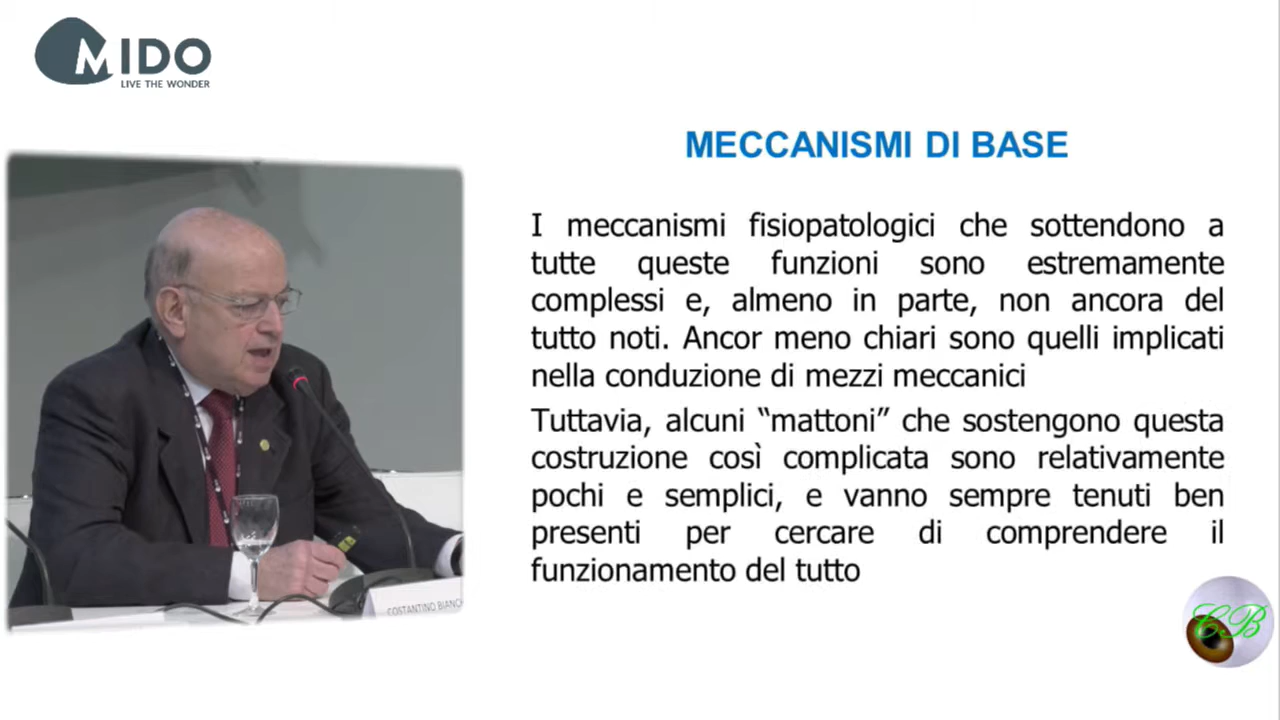 MIDO
LIVE THE WONDER
MECCANISMI DI BASE
I meccanismi fisiopatologici che sottendono a
tutte queste funzioni sono estremamente
complessi e, almeno in parte, non ancora del
tutto noti. Ancor meno chiari sono quelli implicati
nella conduzione di mezzi meccanici
Tuttavia, alcuni “mattoni” che sostengono questa
costruzione così complicata sono relativamente
pochi e semplici, e vanno sempre tenuti ben
presenti per cercare di comprendere il
funzionamento del tutto
COSTANTINO BIANCH
CB